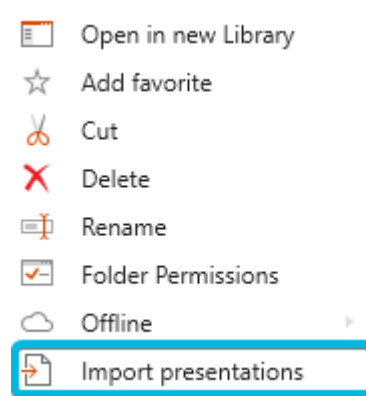 Open in new Library
Add favorite
Cut
Delete
Rename
Folder Permissions
Offline
Import presentations